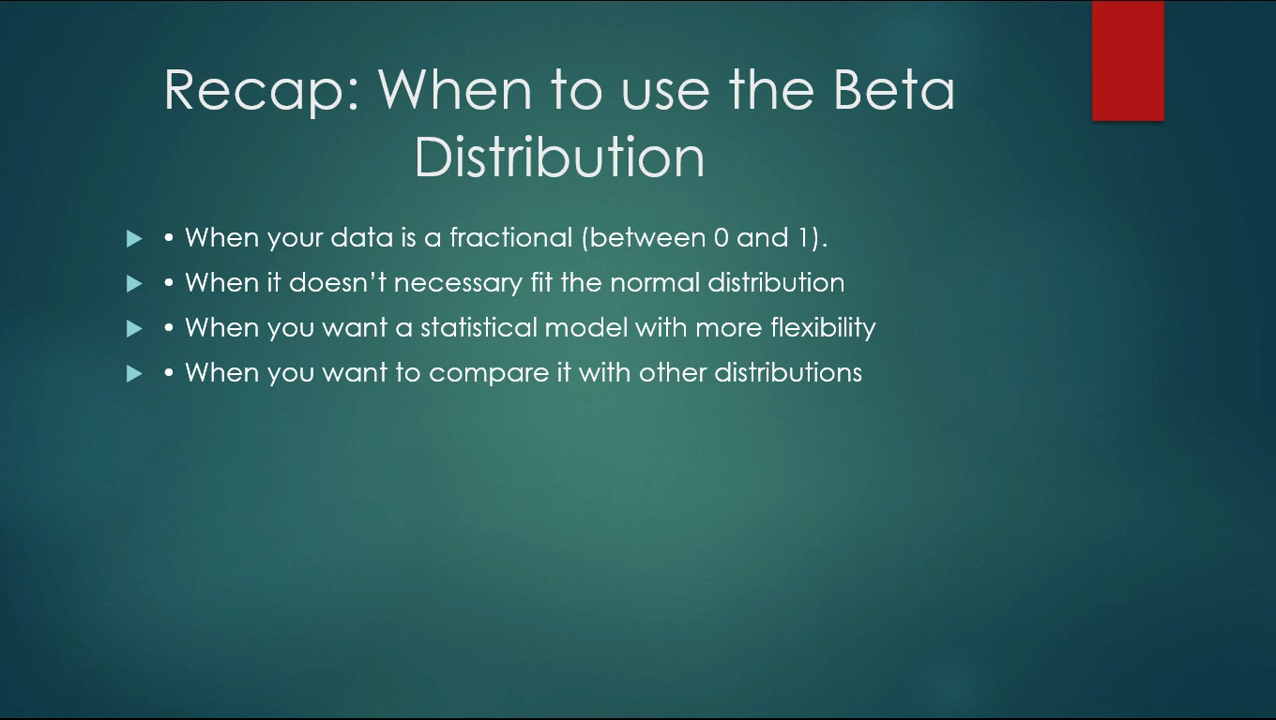 Recap: When to use the Beta
Distribution
• When your data is a fractional (between 0 and 1).
• When it doesn’t necessary fit the normal distribution
• When you want a statistical model with more flexibility
• When you want to compare it with other distributions